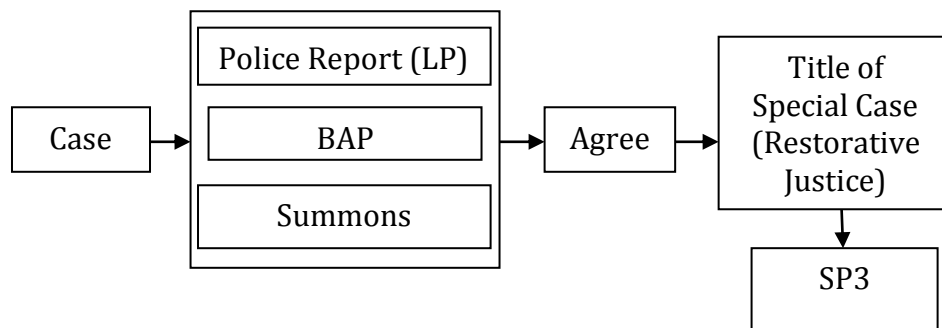 Case
Police Report (LP)
BAP
Summons
Agree
Title of
Special Case
(Restorative
Justice)
SP3